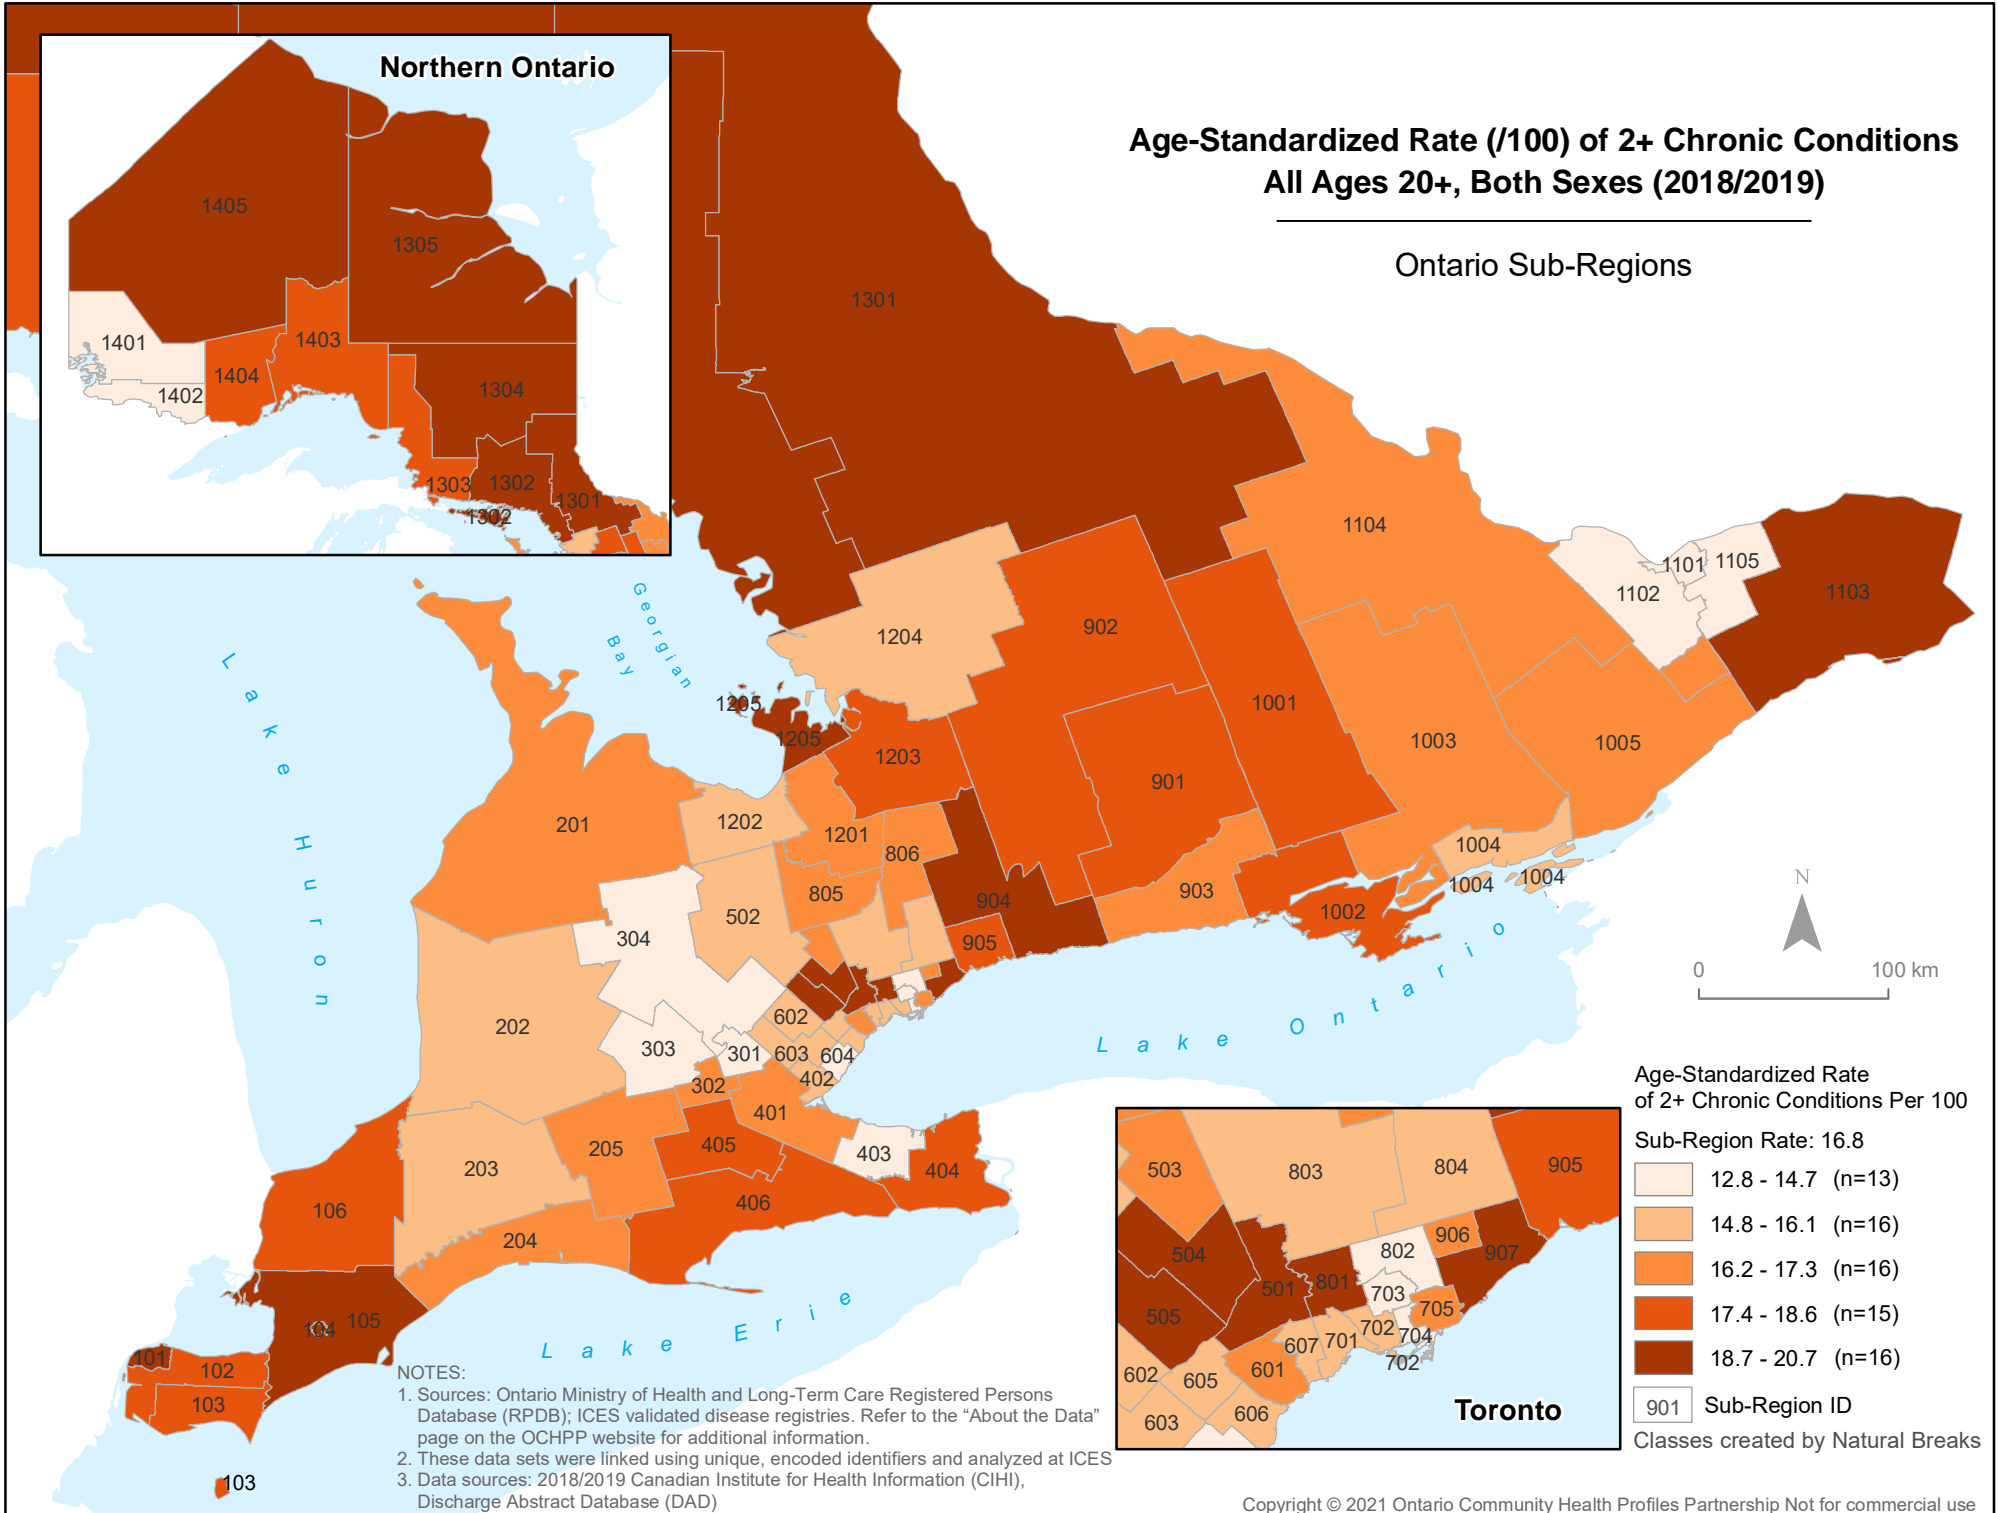 Northern Ontario
1405
1305
1401
1403
1404
1402
1304
1303
1302
1301
1302
Age-Standardized Rate (/100) of 2+ Chronic Conditions
All Ages 20+, Both Sexes (2018/2019)
Ontario Sub-Regions
1301
1104
1101
1105
1102
1103
Georgian
Bay
1204
902
Lake Huron
1205
1205
1203
1001
1003
1005
901
201
1202
1201
806
1004
1004
1004
805
904
903
1002
502
304
905
N
0
100 km
202
602
303
301
603
604
Lake Ontario
302
402
401
405
403
404
203
205
406
106
204
104
105
101
102
103
103
Lake Erie
503
803
804
905
504
802
906
907
501
801
703
505
705
702
704
607
701
702
601
602
605
603
606
Toronto
Age-Standardized Rate
of 2+ Chronic Conditions Per 100
Sub-Region Rate: 16.8
12.8 - 14.7 (n=13)
14.8 - 16.1 (n=16)
16.2 - 17.3 (n=16)
17.4 - 18.6 (n=15)
18.7 - 20.7 (n=16)
901 Sub-Region ID
Classes created by Natural Breaks
NOTES:
1. Sources: Ontario Ministry of Health and Long-Term Care Registered Persons
Database (RPDB); ICES validated disease registries. Refer to the “About the Data”
page on the OCHPP website for additional information.
2. These data sets were linked using unique, encoded identifiers and analyzed at ICES
3. Data sources: 2018/2019 Canadian Institute for Health Information (CIHI),
Discharge Abstract Database (DAD)
Copyright © 2021 Ontario Community Health Profiles Partnership Not for commercial use